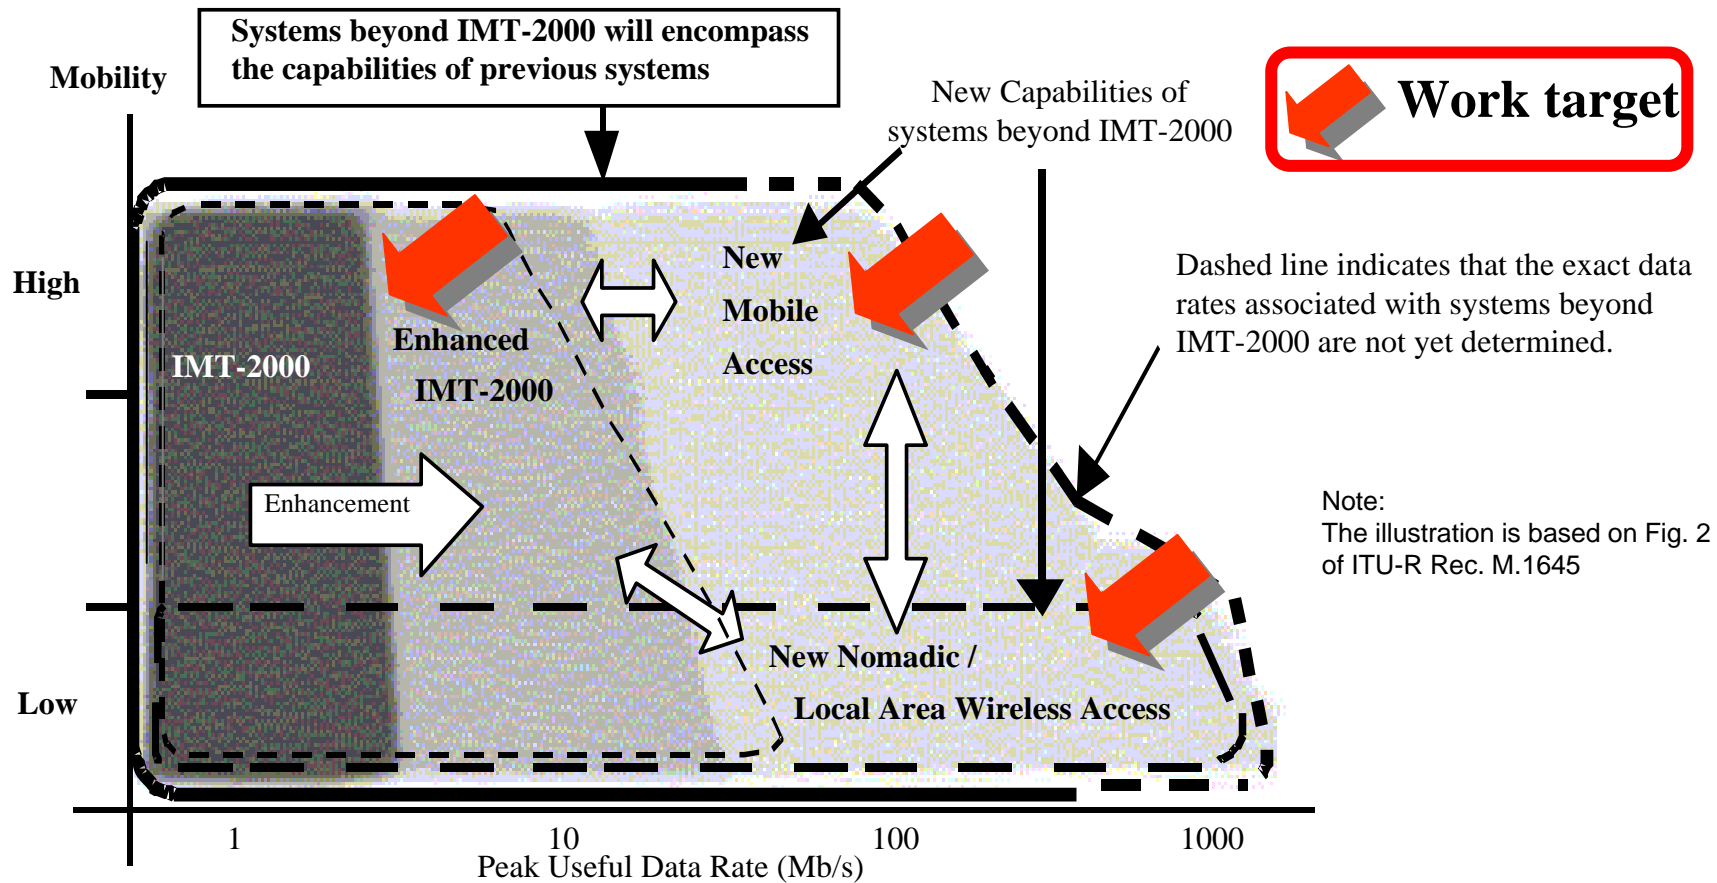 Systems beyond IMT-2000 will encompass
the capabilities of previous systems
Mobility
New Capabilities of
systems beyond IMT-2000
Work target
High
New
Mobile
Access
Dashed line indicates that the exact data
rates associated with systems beyond
IMT-2000 are not yet determined.
IMT-2000
Enhanced
IMT-2000
Enhancement
Note:
The illustration is based on Fig. 2
of ITU-R Rec. M.1645
Low
New Nomadic /
Local Area Wireless Access
1 10 100 1000
Peak Useful Data Rate (Mb/s)